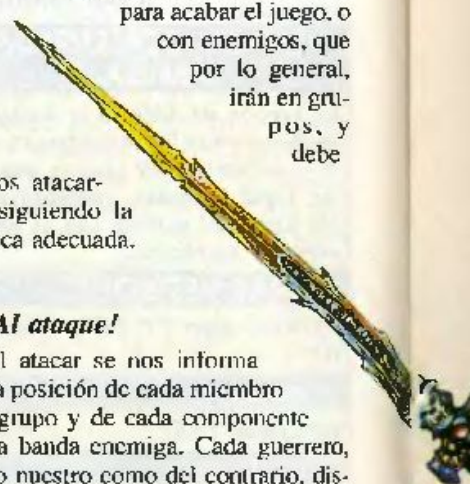 para acabar el juego, o
con enemigos, que
por lo general,
irán en gru-
pos, y
debe
os atacar-
siguiendo la
ca adecuada.
Al ataque!
l atacar se nos informa
a posición de cada miembro
grupo y de cada componente
a banda enemiga. Cada guerrero,
o nuestro como del contrario, dis-